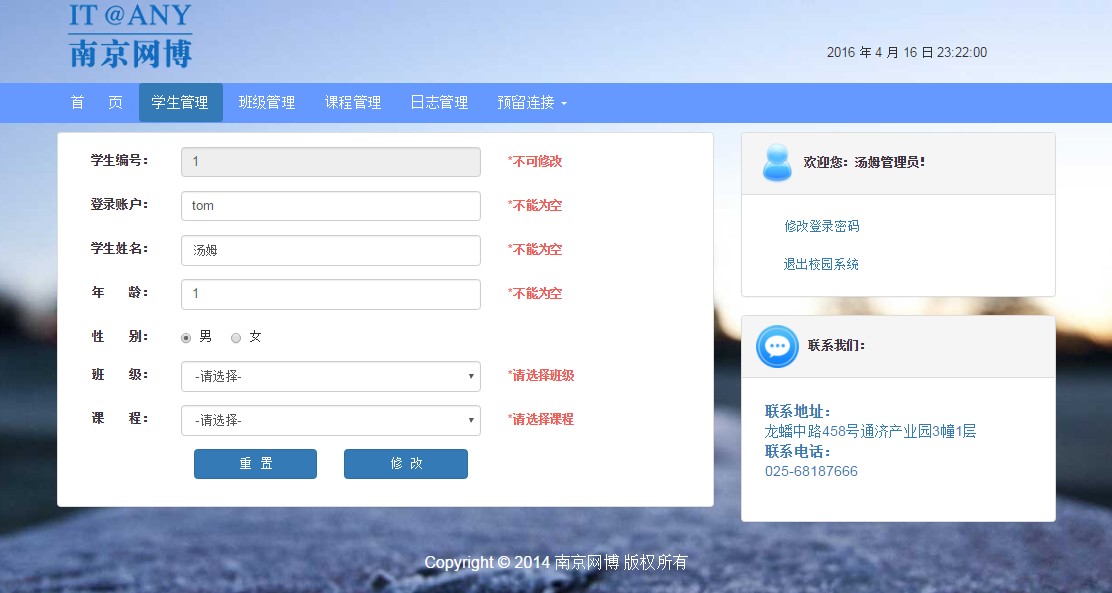 IT @ANY
南京网博
2016 年 4 月 16 日 23:22:00
首 页 学生管理 班级管理 课程管理 日志管理 预留连接
学生编号： 1 *不可修改
登录账户： tom *不能为空
学生姓名： 汤姆 *不能为空
年 龄： 1 *不能为空
性 别： 男 女
班 级： -请选择- *请选择班级
课 程： -请选择- *请选择课程
重 置 修 改
欢迎您：汤姆管理员！
修改登录密码
退出校园系统
联系我们：
联系地址：
龙蟠中路458号通济产业园3幢1层
联系电话：
025-68187666
Copyright © 2014 南京网博 版权所有